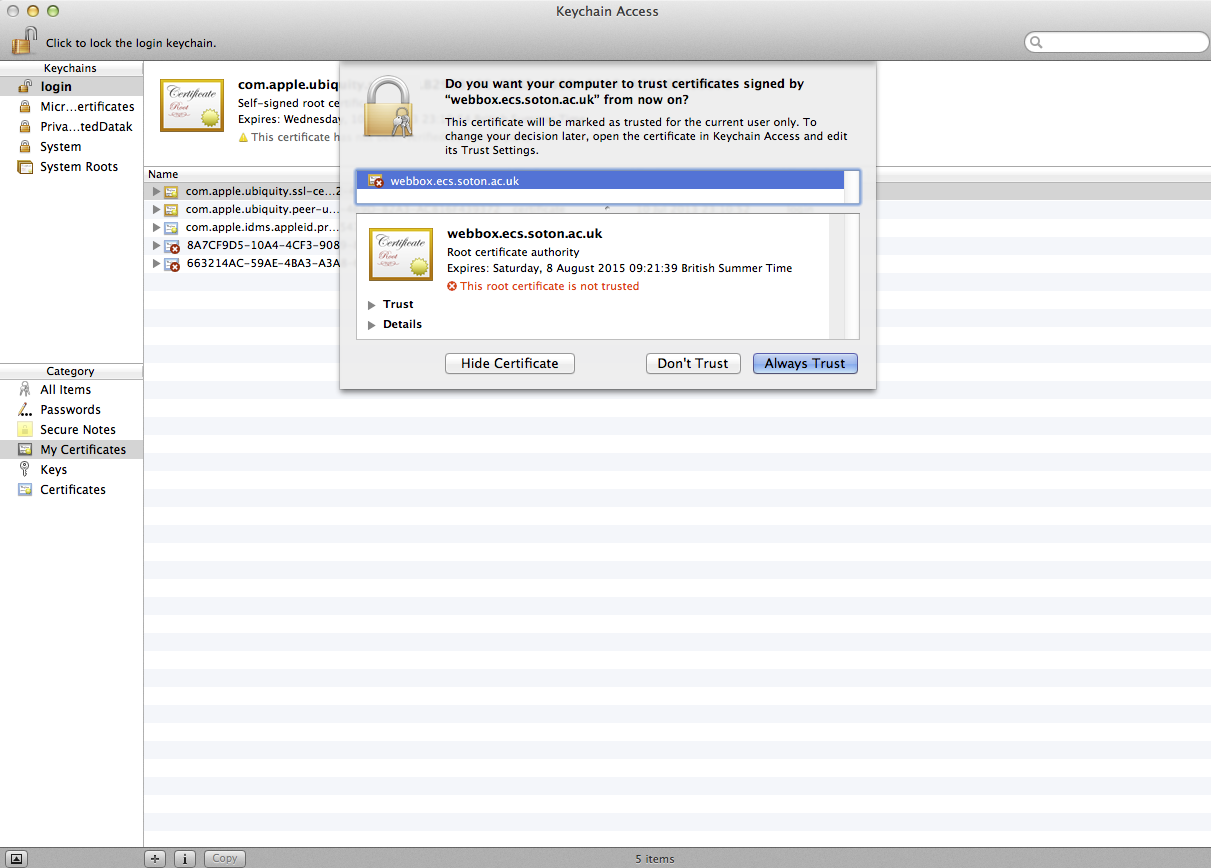 Keychain Access
Click to lock the login keychain.
Keychains
login
Micr...ertificates
Priva...tedDatak
System
System Roots
Certificate
Root
com.apple.ubiq
Self-signed root ce
Expires: Wednesday
This certificate h
Name
com.apple.ubiquity.ssl-ce...2
com.apple.ubiquity.peer-u...
com.apple.idms.appleid.pr...
8A7CF9D5-10A4-4CF3-908
663214AC-59AE-4BA3-A3A
Do you want your computer to trust certificates signed by
“webbox.ecs.soton.ac.uk” from now on?
This certificate will be marked as trusted for the current user only. To
change your decision later, open the certificate in Keychain Access and edit
its Trust Settings.
webbox.ecs.soton.ac.uk
Certificate
Root
webbox.ecs.soton.ac.uk
Root certificate authority
Expires: Saturday, 8 August 2015 09:21:39 British Summer Time
This root certificate is not trusted
Trust
Details
Hide Certificate
Don't Trust
Always Trust
Category
All Items
Passwords
Secure Notes
My Certificates
Keys
Certificates
Copy
5 items